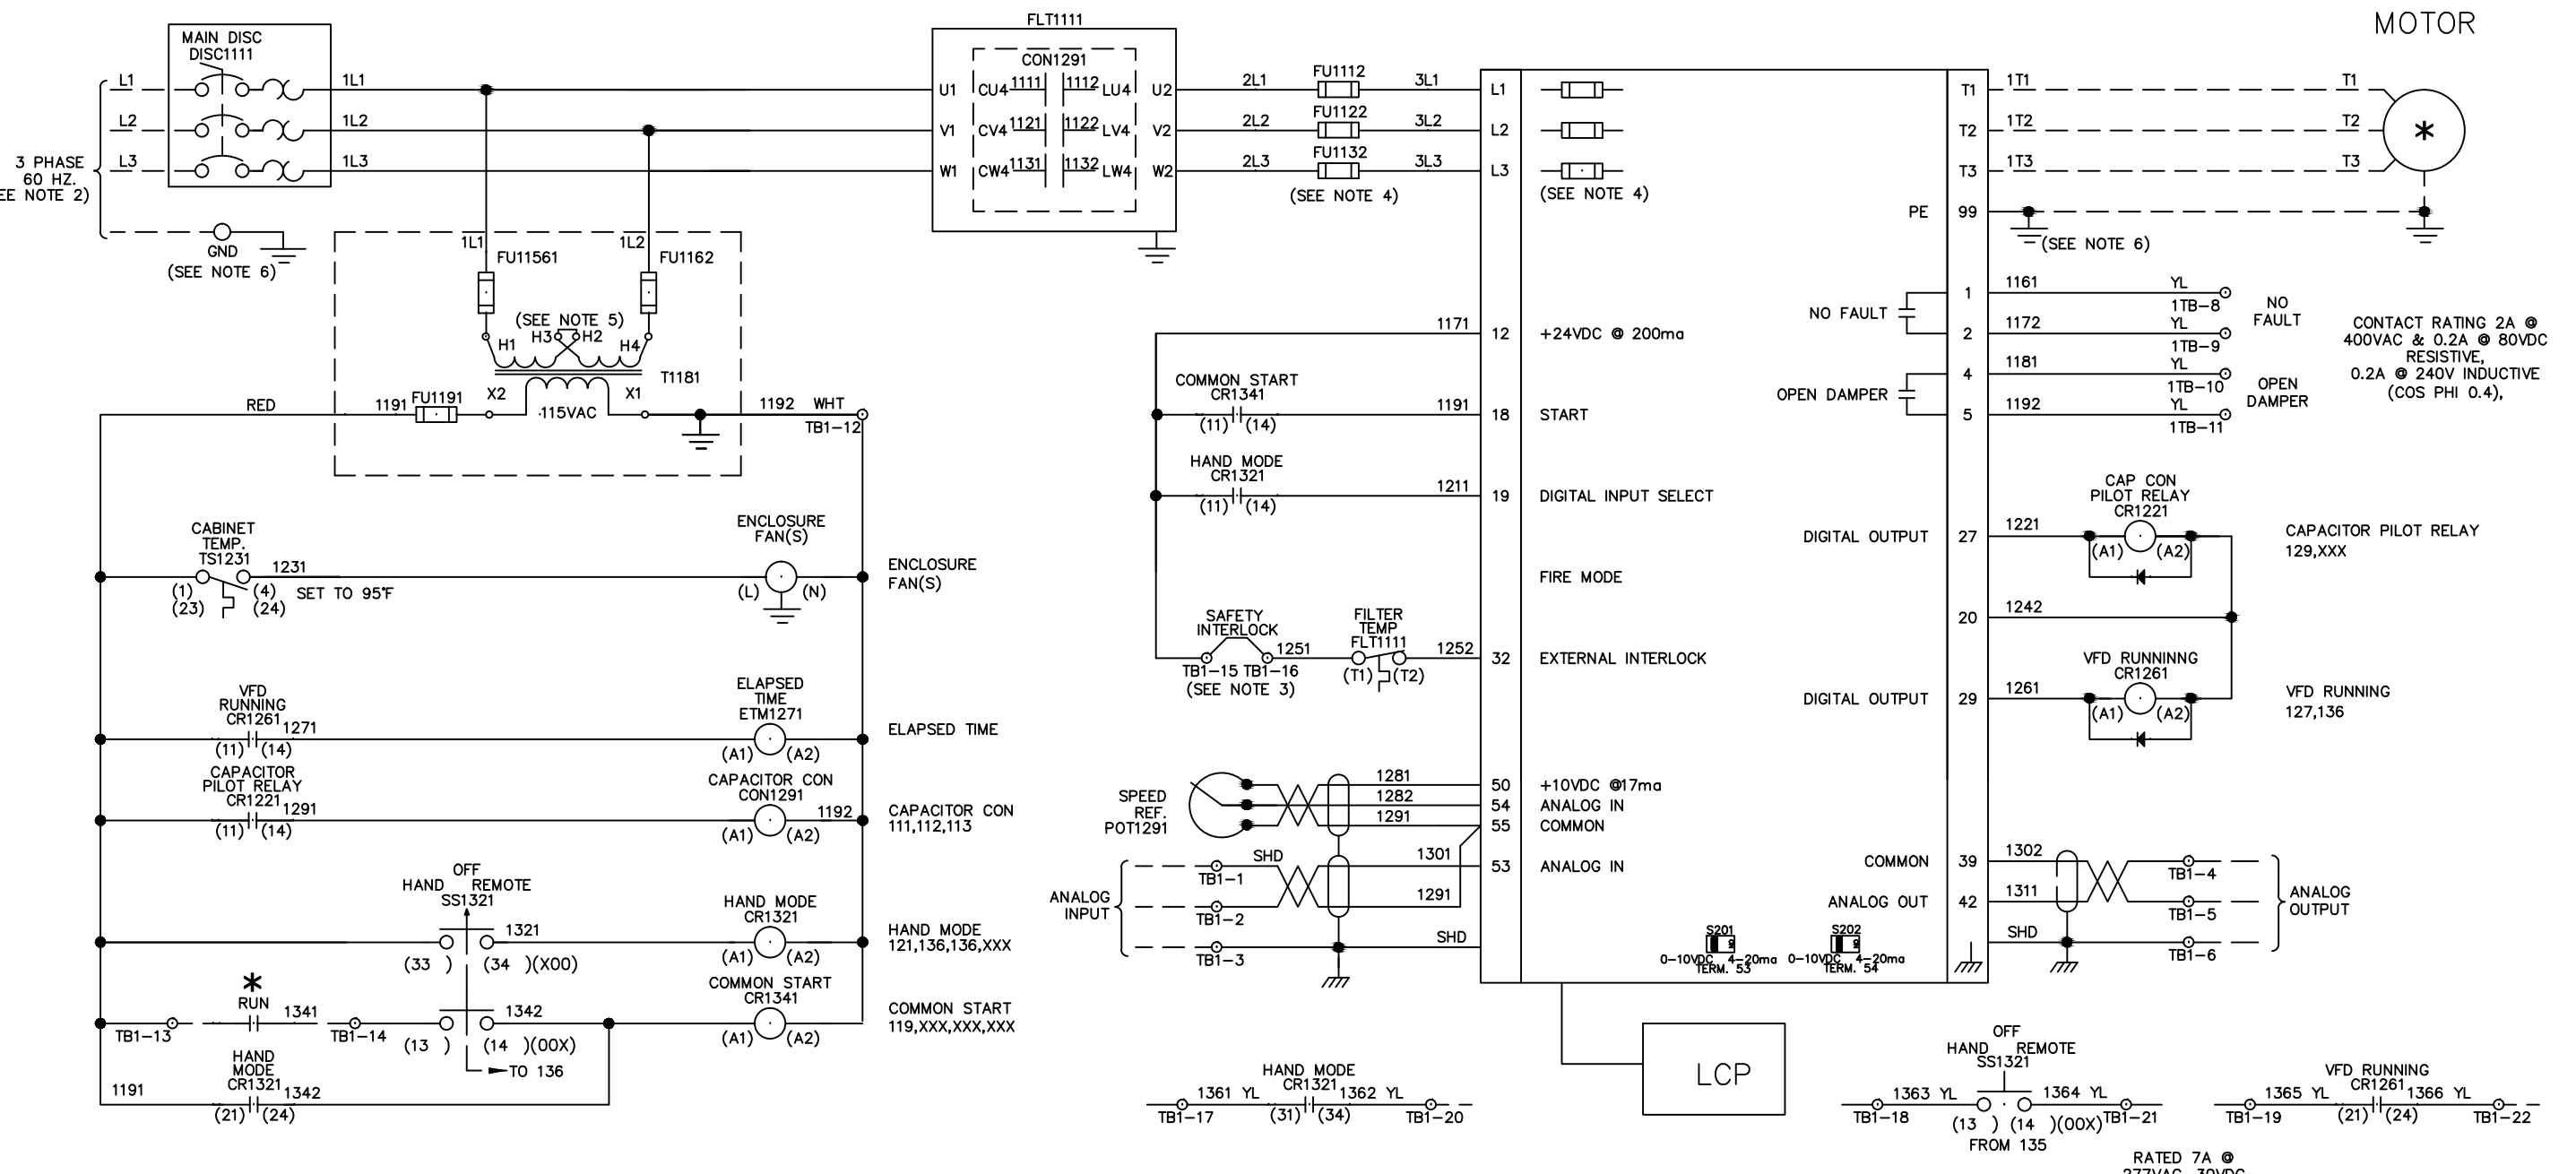 MOTOR
MAIN DISC
DISC1111
L1
L2
L3
1L1
1L2
1L3
3 PHASE
60 HZ.
EE NOTE 2)
GND
(SEE NOTE 6)
FLT1111
CON1291
U1 CU4 1111 1112 LU4 U2
V1 CV4 1121 1122 LV4 V2
W1 CW4 1131 1132 LW4 W2
2L1 FU1112 3L1
2L2 FU1122 3L2
2L3 FU1132 3L3
(SEE NOTE 4)
L1
L2
L3
(SEE NOTE 4)
T1 1T1 T1
T2 1T2 T2
T3 1T3 T3
*
PE 99
(SEE NOTE 6)
1L1 1L2
FU11561 FU1162
(SEE NOTE 5)
H1 H3 H2 H4
T1181
X2 X1
115VAC
RED 1191 FU1191
1192 WHT
TB1-12
CABINET
TEMP.
TS1231
1231
(1) (4)
(23) (24)
SET TO 95°F
ENCLOSURE
FAN(S)
(L) (N)
ENCLOSURE
FAN(S)
VFD
RUNNING
CR1261
1271
(11) (14)
ELAPSED
TIME
ETM1271
(A1) (A2)
ELAPSED TIME
CAPACITOR
PILOT RELAY
CR1221
1291
(11) (14)
CAPACITOR CON
CON1291
1192
(A1) (A2)
CAPACITOR CON
111,112,113
OFF
HAND REMOTE
SS1321
1321
(33 ) (34 )(X00)
HAND MODE
CR1321
(A1) (A2)
HAND MODE
121,136,136,XXX
*
RUN
1341
TB1-13 TB1-14
1342
(13 ) (14 )(00X)
TO 136
COMMON START
CR1341
(A1) (A2)
COMMON START
119,XXX,XXX,XXX
HAND
MODE
CR1321
1191 1342
(21) (24)
1171 12 +24VDC @ 200ma
COMMON START
CR1341
(11) (14)
1191 18 START
HAND MODE
CR1321
(11) (14)
1211 19 DIGITAL INPUT SELECT
FIRE MODE
SAFETY
INTERLOCK
TB1-15 TB1-16
(SEE NOTE 3)
1251
FILTER
TEMP
FLT1111
(T1) (T2)
1252 32 EXTERNAL INTERLOCK
SPEED
REF.
POT1291
1281 50 +10VDC @17ma
1282 54 ANALOG IN
1291 55 COMMON
ANALOG
INPUT
SHD
TB1-1
TB1-2
TB1-3
1301 53 ANALOG IN
1291
SHD
NO FAULT
1 1161 YL
1TB-8
2 1172 YL
1TB-9
NO
FAULT
OPEN DAMPER
4 1181 YL
1TB-10
5 1192 YL
1TB-11
OPEN
DAMPER
CONTACT RATING 2A @
400VAC & 0.2A @ 80VDC
RESISTIVE,
0.2A @ 240V INDUCTIVE
(COS PHI 0.4),
CAP CON
PILOT RELAY
CR1221
DIGITAL OUTPUT 27 1221
(A1) (A2)
CAPACITOR PILOT RELAY
129,XXX
20 1242
VFD RUNNINNG
CR1261
DIGITAL OUTPUT 29 1261
(A1) (A2)
VFD RUNNING
127,136
COMMON 39 1302
TB1-4
ANALOG OUT 42 1311
TB1-5
SHD
TB1-6
ANALOG
OUTPUT
S201
0-10VDC 4-20ma
TERM. 53
S202
0-10VDC 4-20ma
TERM. 54
LCP
HAND MODE
CR1321
1361 YL 1362 YL
TB1-17 (31) (34) TB1-20
OFF
HAND REMOTE
SS1321
1363 YL 1364 YL
TB1-18 (13 ) (14 )(00X) TB1-21
FROM 135
VFD RUNNING
CR1261
1365 YL 1366 YL
TB1-19 (21) (24) TB1-22
RATED 7A @
277VAC, 30VDC